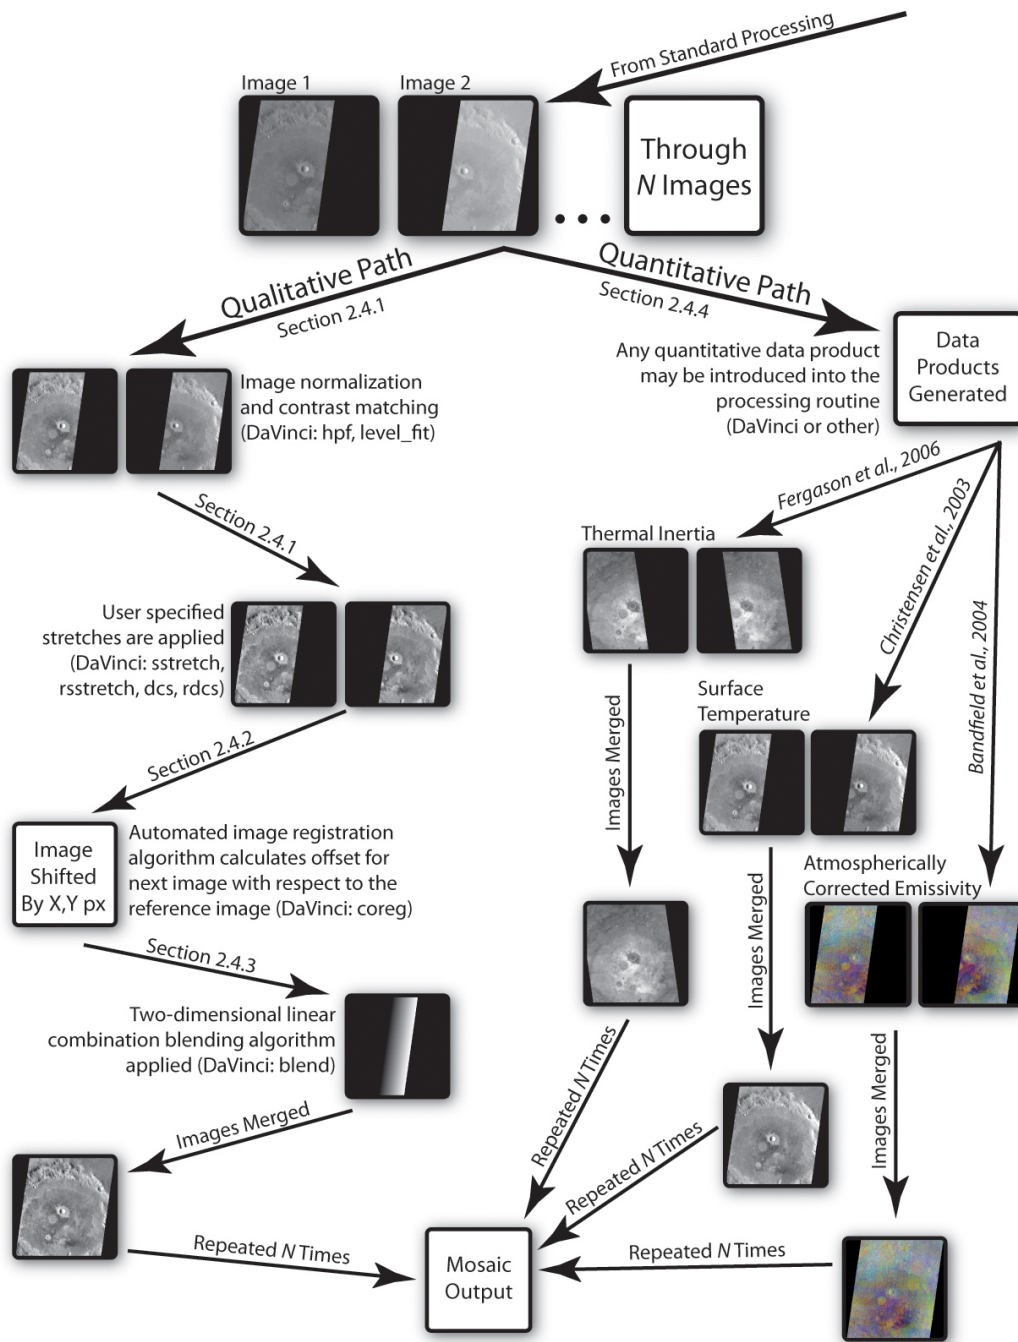 From Standard Processing
Image 1
Image 2
Through
N Images
Qualitative Path
Section 2.4.1
Quantitative Path
Section 2.4.4
Data
Products
Generated
Any quantitative data product
may be introduced into the
processing routine
(DaVinci or other)
Image normalization
and contrast matching
(DaVinci: hpf, level_fit)
Section 2.4.1
User specified
stretches are applied
(DaVinci: sstretch,
rsstretch, dcs, rdcs)
Section 2.4.2
Image
Shifted
By X,Y px
Automated image registration
algorithm calculates offset for
next image with respect to the
reference image (DaVinci: coreg)
Section 2.4.3
Two-dimensional linear
combination blending algorithm
applied (DaVinci: blend)
Images Merged
Repeated N Times
Fergason et al., 2006
Thermal Inertia
Images Merged
Repeated N Times
Christensen et al., 2003
Surface
Temperature
Images Merged
Repeated N Times
Bandfield et al., 2004
Atmospherically
Corrected Emissivity
Images Merged
Repeated N Times
Mosaic
Output